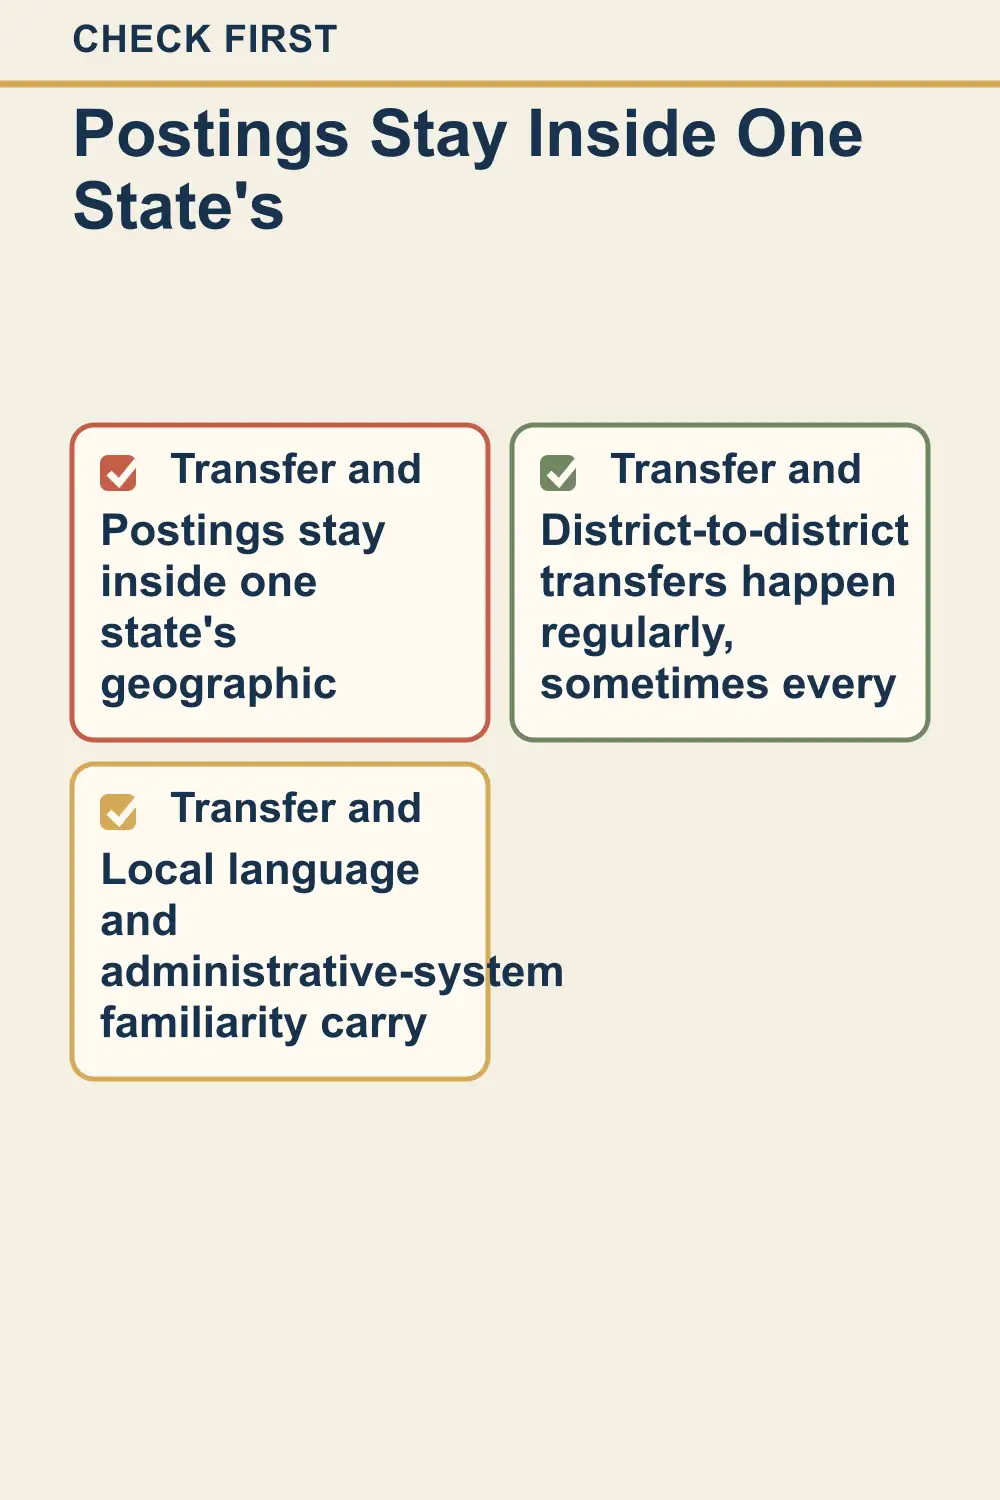 CHECK FIRST
Postings Stay Inside One
State's
Transfer and
Postings stay
inside one
state's
geographic
Transfer and
District-to-district
transfers happen
regularly,
sometimes every
Transfer and
Local language
and
administrative-system
familiarity carry